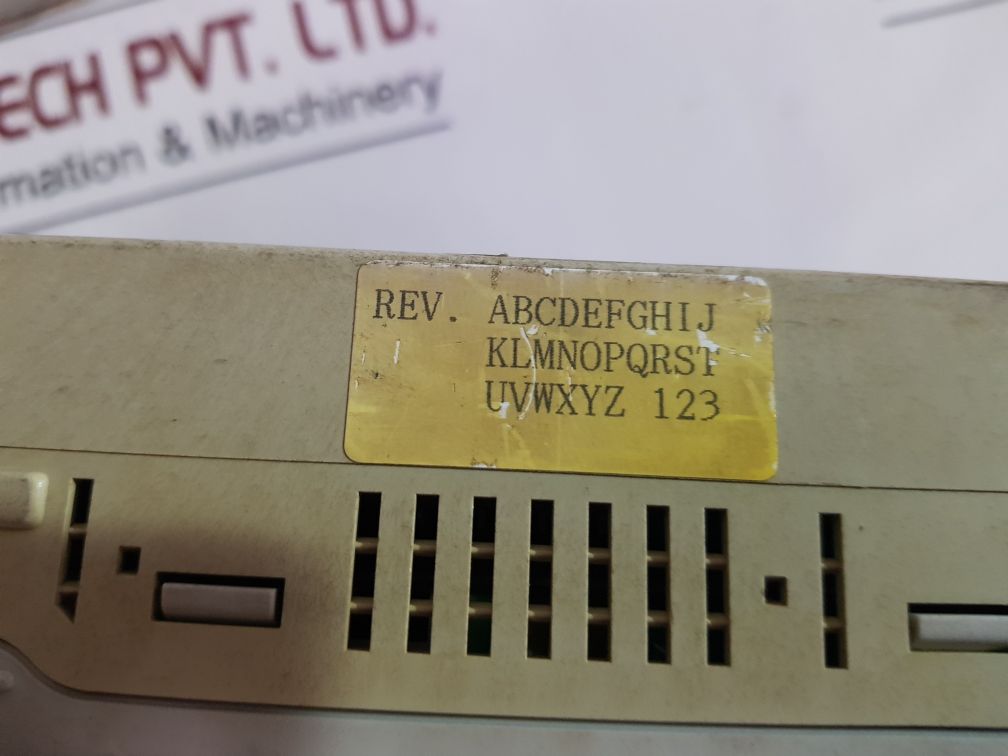 ECH PVT. LTD.
mation & Machinery
REV. ABCDEFGHIJ
KLMNOPQRST
UVWXYZ 123